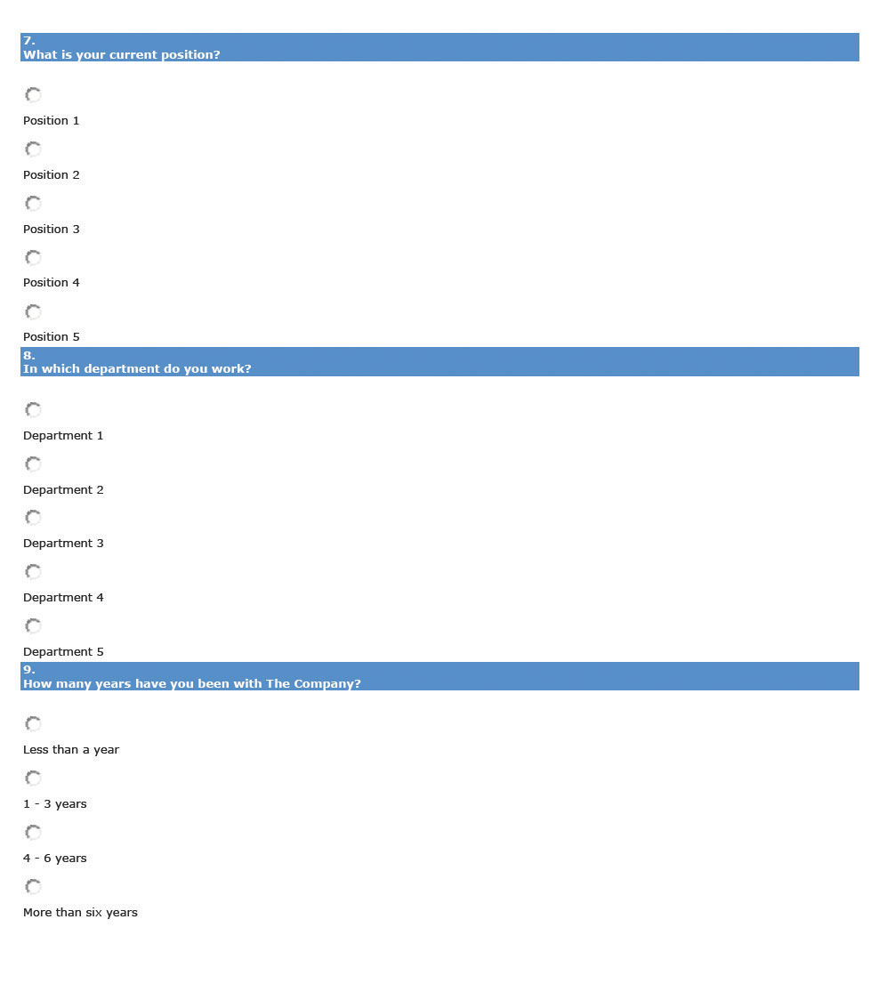 7.
What is your current position?
Position 1
Position 2
Position 3
Position 4
Position 5
8.
In which department do you work?
Department 1
Department 2
Department 3
Department 4
Department 5
9.
How many years have you been with The Company?
Less than a year
1 - 3 years
4 - 6 years
More than six years